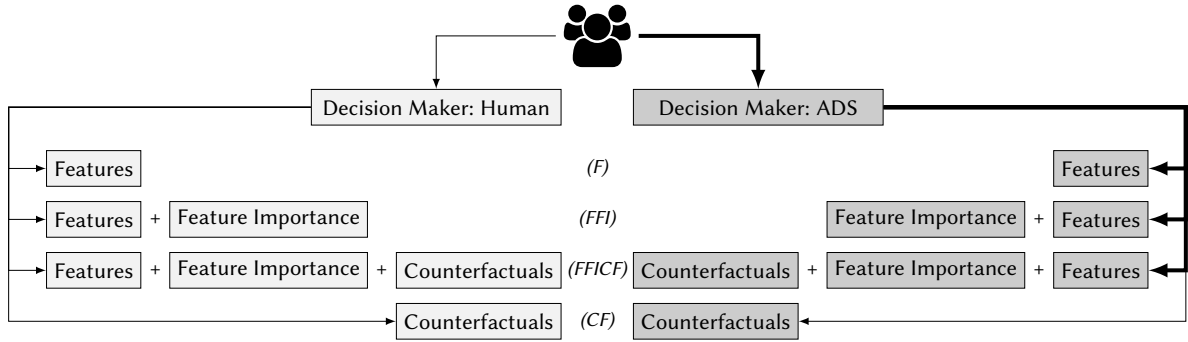 Decision Maker: Human Decision Maker: ADS
Features (F) Features
Features + Feature Importance (FFI) Feature Importance + Features
Features + Feature Importance + Counterfactuals (FFICF) Counterfactuals + Feature Importance + Features
Counterfactuals (CF) Counterfactuals